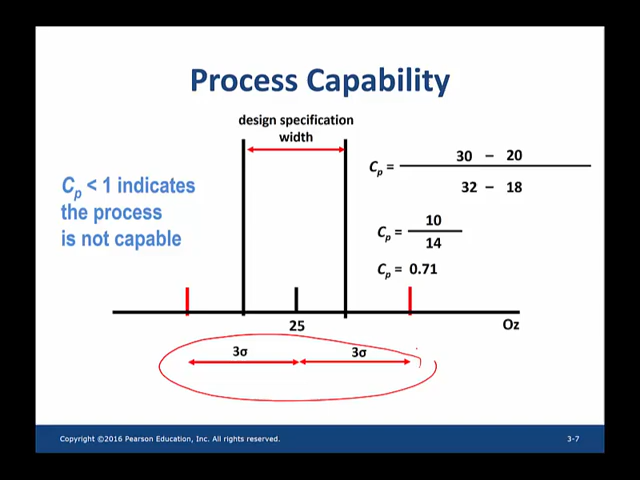 Process Capability
design specification
width
Cp < 1 indicates
the process
is not capable
Cp = 30 – 20
32 – 18
Cp = 10
14
Cp = 0.71
25
Oz
3σ
3σ
Copyright ©2016 Pearson Education, Inc. All rights reserved.
3-7